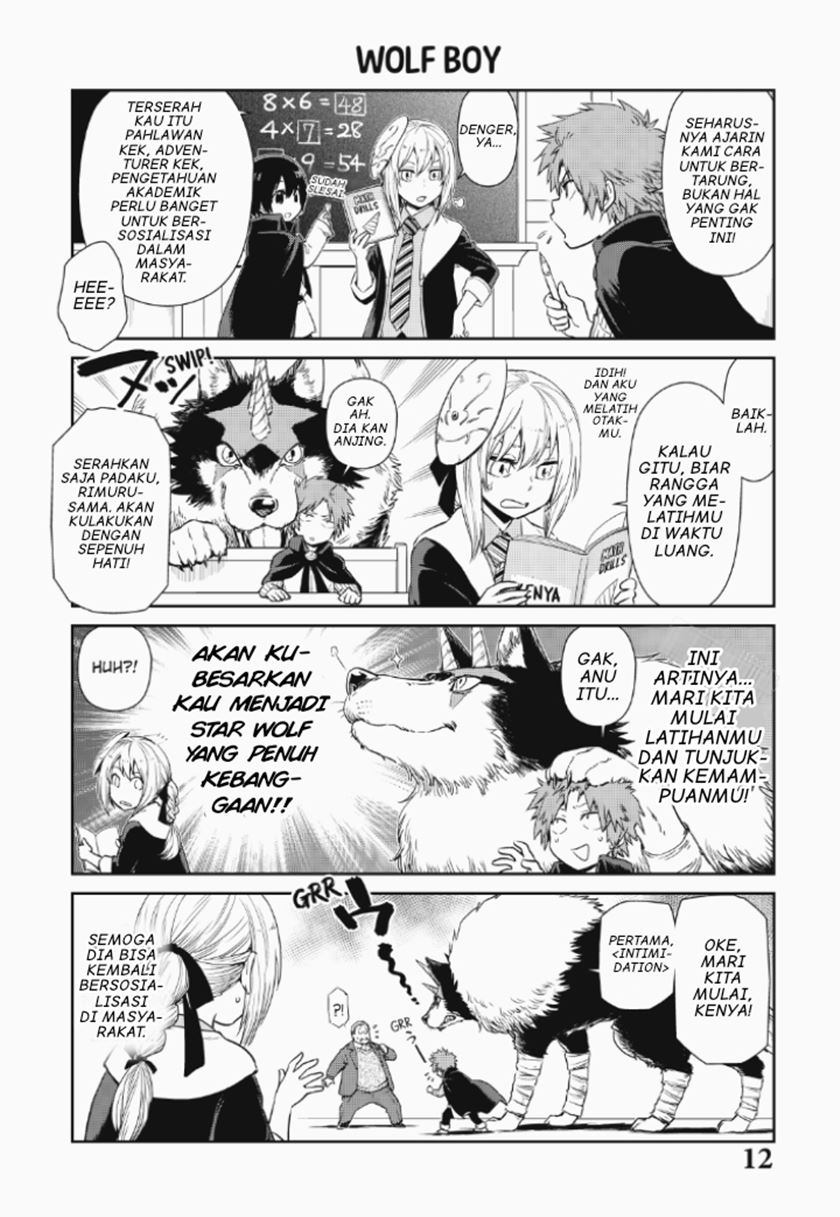 WOLF BOY
SEHARUS-
NYA AJARIN
KAMI CARA
UNTUK BER-
TARUNG,
BUKAN HAL
YANG GAK
PENTING
INI!
DENGER,
YA...
8 × 6 = 48
4 × 7 = 28
9 = 54
SUDAH
SLESAI.
MATH
DRILLS
TERSERAH
KAU ITU
PAHLAWAN
KEK, ADVEN-
TURER KEK,
PENGETAHUAN
AKADEMIK
PERLU BANGET
UNTUK BER-
SOSIALISASI
DALAM
MASYA-
RAKAT.
HEE-
EEE?
BAIK-
LAH.
KALAU
GITU, BIAR
RANGGA
YANG ME-
LATIHMU
DI WAKTU
LUANG.
IDIH!
DAN AKU
YANG
MELATIH
OTAK-
MU.
MATH
DRILLS
KENYA
GAK
AH.
DIA KAN
ANJING.
SWIP!
SERAHKAN
SAJA PADAKU,
RIMURU-
SAMA. AKAN
KULAKUKAN
DENGAN
SEPENUH
HATI!
INI
ARTINYA...
MARI KITA
MULAI
LATIHANMU
DAN TUNJUK-
KAN KEMAM-
PUANMU!
GAK,
ANU
ITU...
AKAN KU-
BESARKAN
KAU MENJADI
STAR WOLF
YANG PENUH
KEBANG-
GAAN!!
HUH?!
OKE,
MARI
KITA
MULAI,
KENYA!
PERTAMA,
<INTIMI-
DATION>
GRR
GRR
?!
SEMOGA
DIA BISA
KEMBALI
BERSOSIA-
LISASI
DI MASYA-
RAKAT.
12